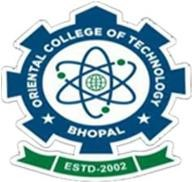 ORIENTAL COLLEGE OF TECHNOLOGY
BHOPAL
ESTD-2002